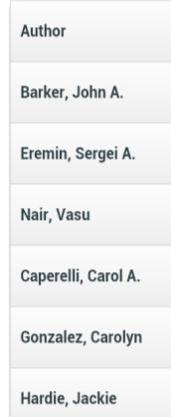 Author
Barker, John A.
Eremin, Sergei A.
Nair, Vasu
Caperelli, Carol A.
Gonzalez, Carolyn
Hardie, Jackie